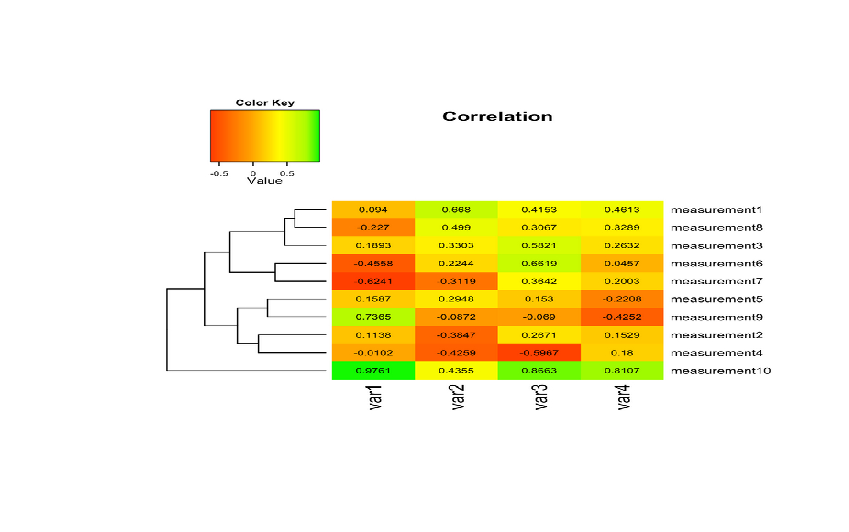 Color Key
Correlation
-0.5 0 0.5
Value
0.094 0.668 0.4153 0.4613 measurement1
-0.227 0.499 0.3067 0.3289 measurement8
0.1893 0.3303 0.5821 0.2632 measurement3
-0.4558 0.2244 0.6619 0.0457 measurement6
-0.6241 -0.3119 0.3642 0.2003 measurement7
0.1587 0.2948 0.153 -0.2208 measurement5
0.7365 -0.0872 -0.069 -0.4252 measurement9
0.1138 -0.3847 0.2671 0.1529 measurement2
-0.0102 -0.4259 -0.5967 0.18 measurement4
0.9761 0.4355 0.8663 0.8107 measurement10
var1 var2 var3 var4